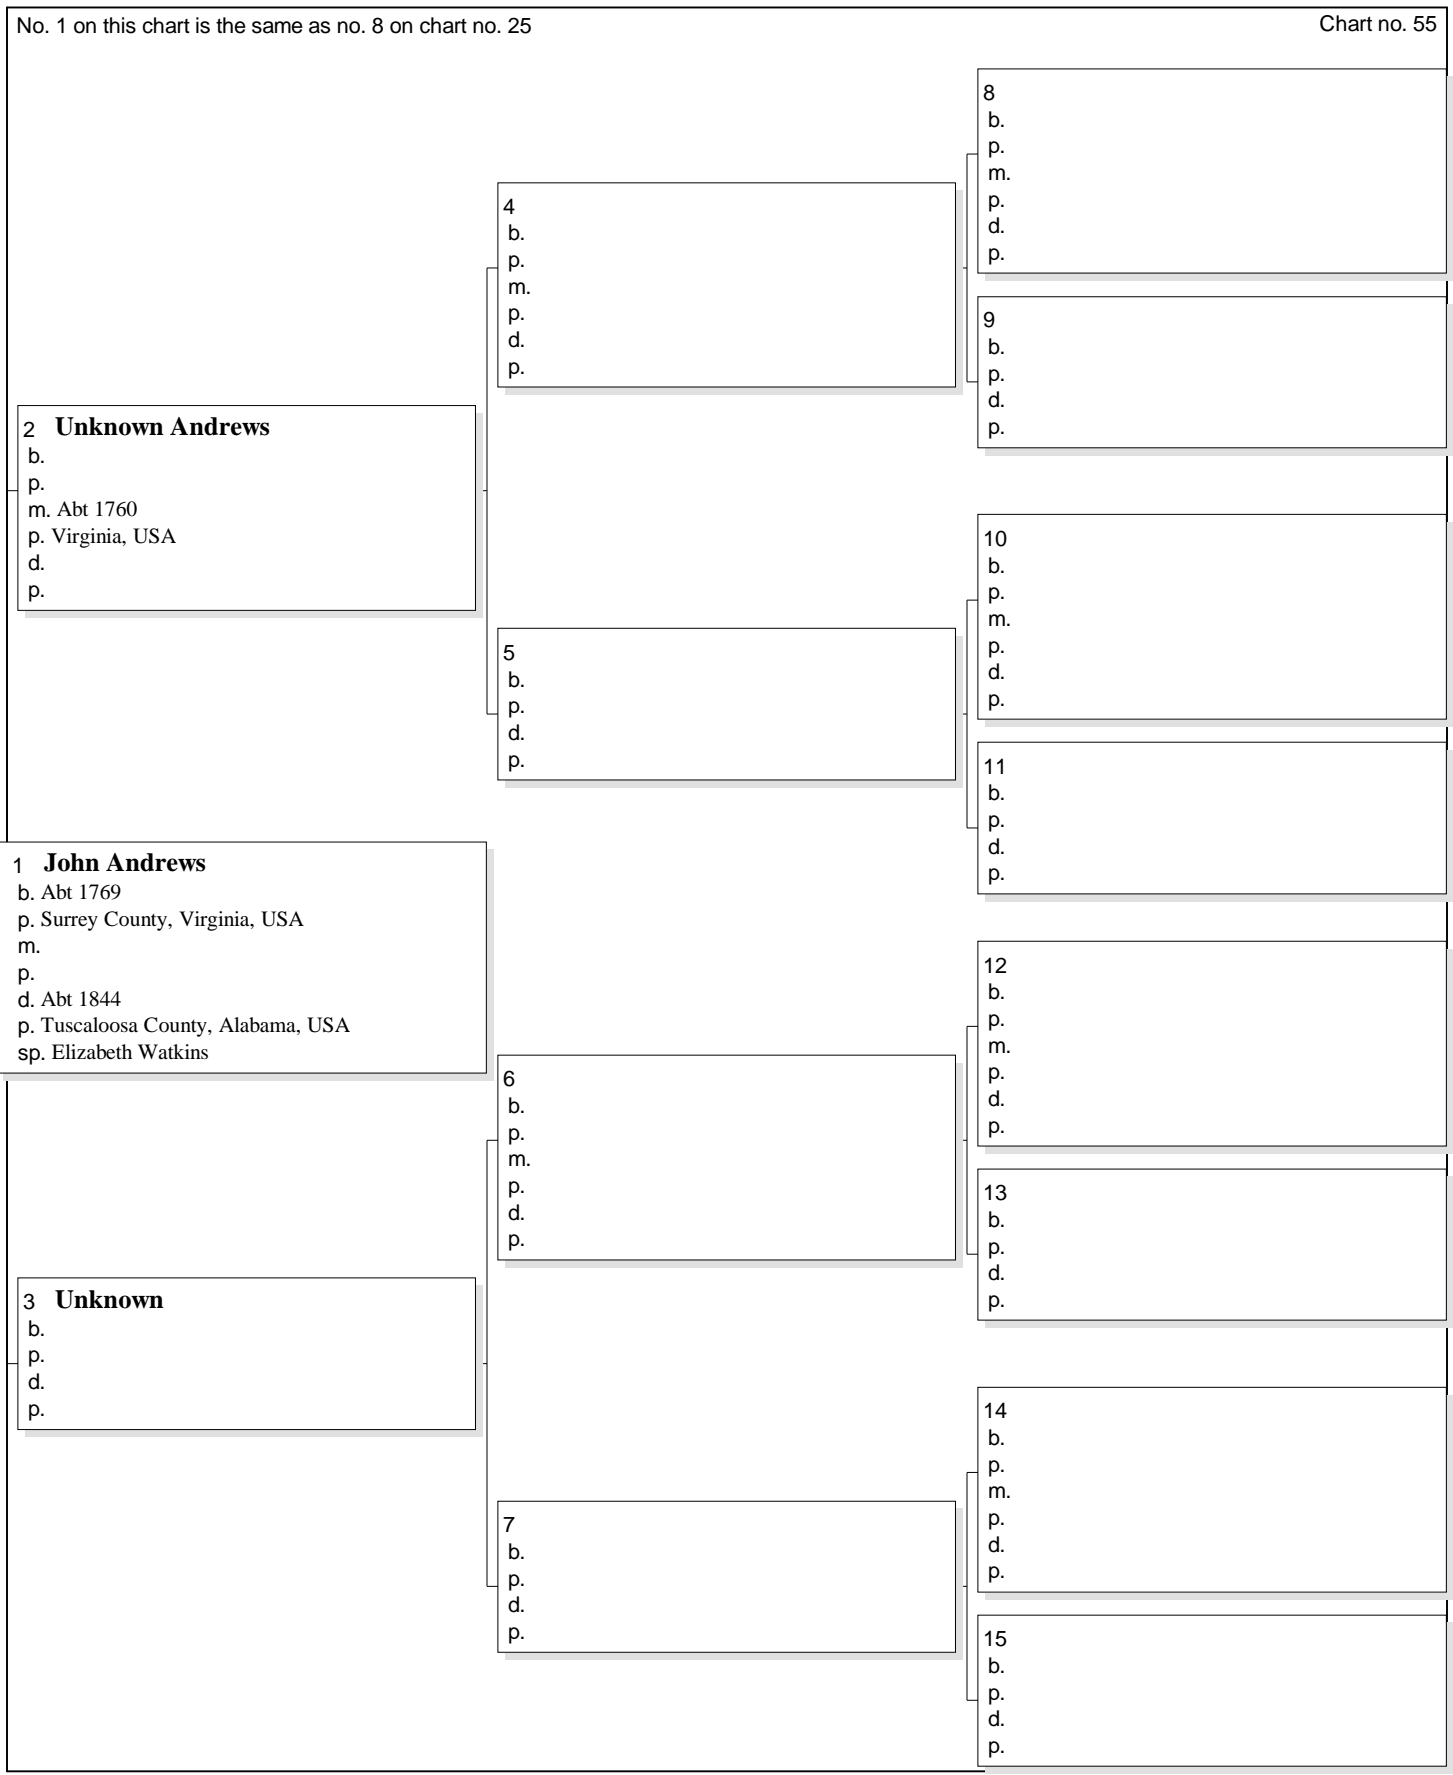 No. 1 on this chart is the same as no. 8 on chart no. 25
Chart no. 55
8
b.
p.
m.
p.
d.
p.
4
b.
p.
m.
p.
d.
p.
9
b.
p.
d.
p.
2 Unknown Andrews
b.
p.
m. Abt 1760
p. Virginia, USA
d.
p.
10
b.
p.
m.
p.
d.
p.
5
b.
p.
d.
p.
11
b.
p.
d.
p.
1 John Andrews
b. Abt 1769
p. Surrey County, Virginia, USA
m.
p.
d. Abt 1844
p. Tuscaloosa County, Alabama, USA
sp. Elizabeth Watkins
12
b.
p.
m.
p.
d.
p.
6
b.
p.
m.
p.
d.
p.
13
b.
p.
d.
p.
3 Unknown
b.
p.
d.
p.
14
b.
p.
m.
p.
d.
p.
7
b.
p.
d.
p.
15
b.
p.
d.
p.